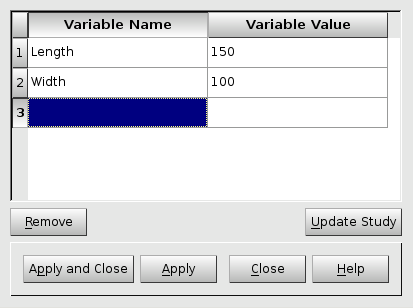 Variable Name Variable Value
1 Length 150
2 Width 100
3
Remove Update Study
Apply and Close Apply Close Help